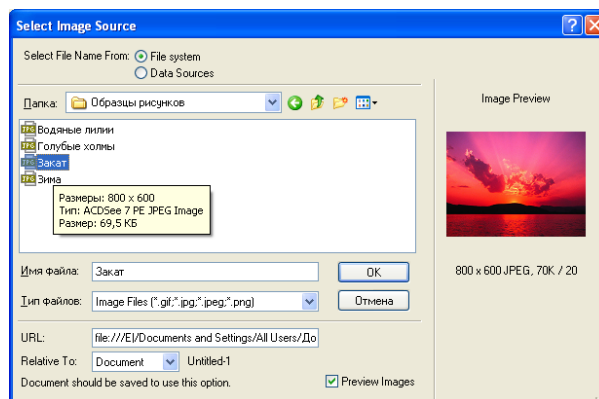 Select Image Source
Select File Name From: File system
Data Sources
Папка: Образцы рисунков
Image Preview
Водяные лилии
Голубые холмы
Закат
Зима
Размеры: 800 x 600
Тип: ACDSee 7 PE JPEG Image
Размер: 69,5 КБ
Имя файла: Закат OK
800 x 600 JPEG, 70K / 20
Тип файлов: Image Files (*.gif;*.jpg;*.jpeg;*.png) Отмена
URL: file:///E|/Documents and Settings/All Users/До
Relative To: Document Untitled-1
Document should be saved to use this option. Preview Images